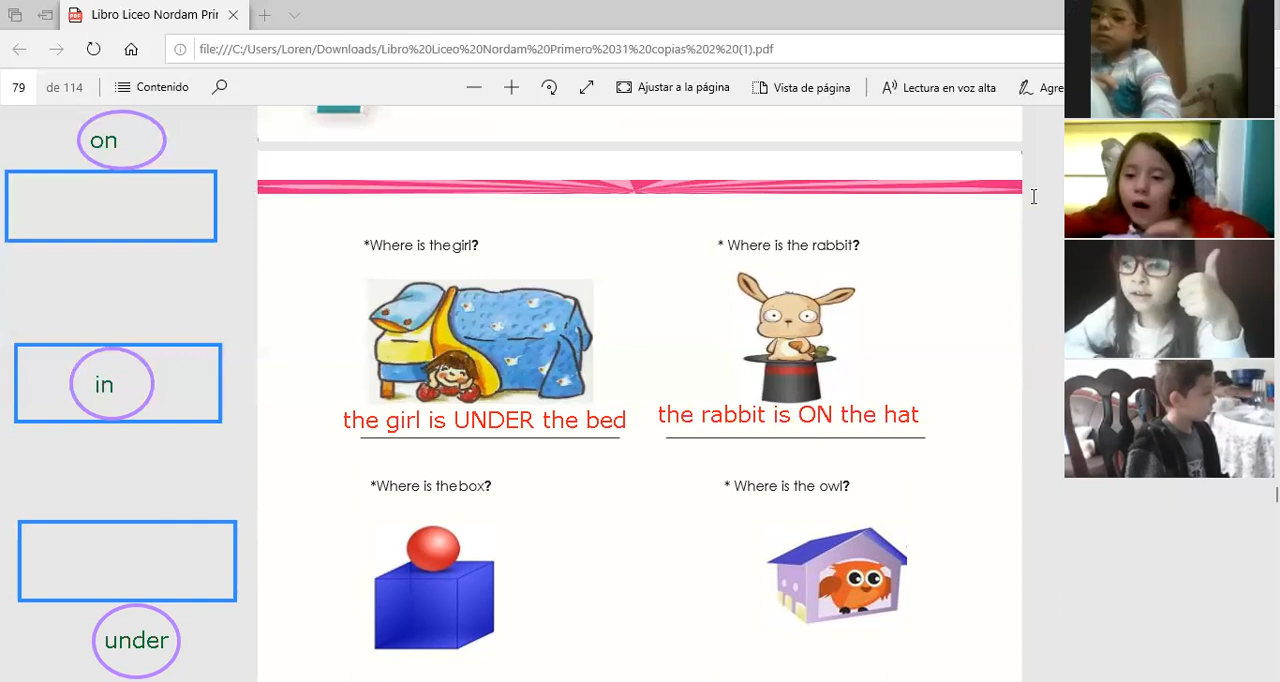 Libro Liceo Nordam Prir
file:///C:/Users/Loren/Downloads/Libro%20Liceo%20Nordam%20Primero%2031%20copias%202%20(1).pdf
79 de 114 Contenido Ajustar a la página Vista de página Lectura en voz alta Agre
on
*Where is the girl? * Where is the rabbit?
in
the girl is UNDER the bed the rabbit is ON the hat
*Where is the box? * Where is the owl?
under